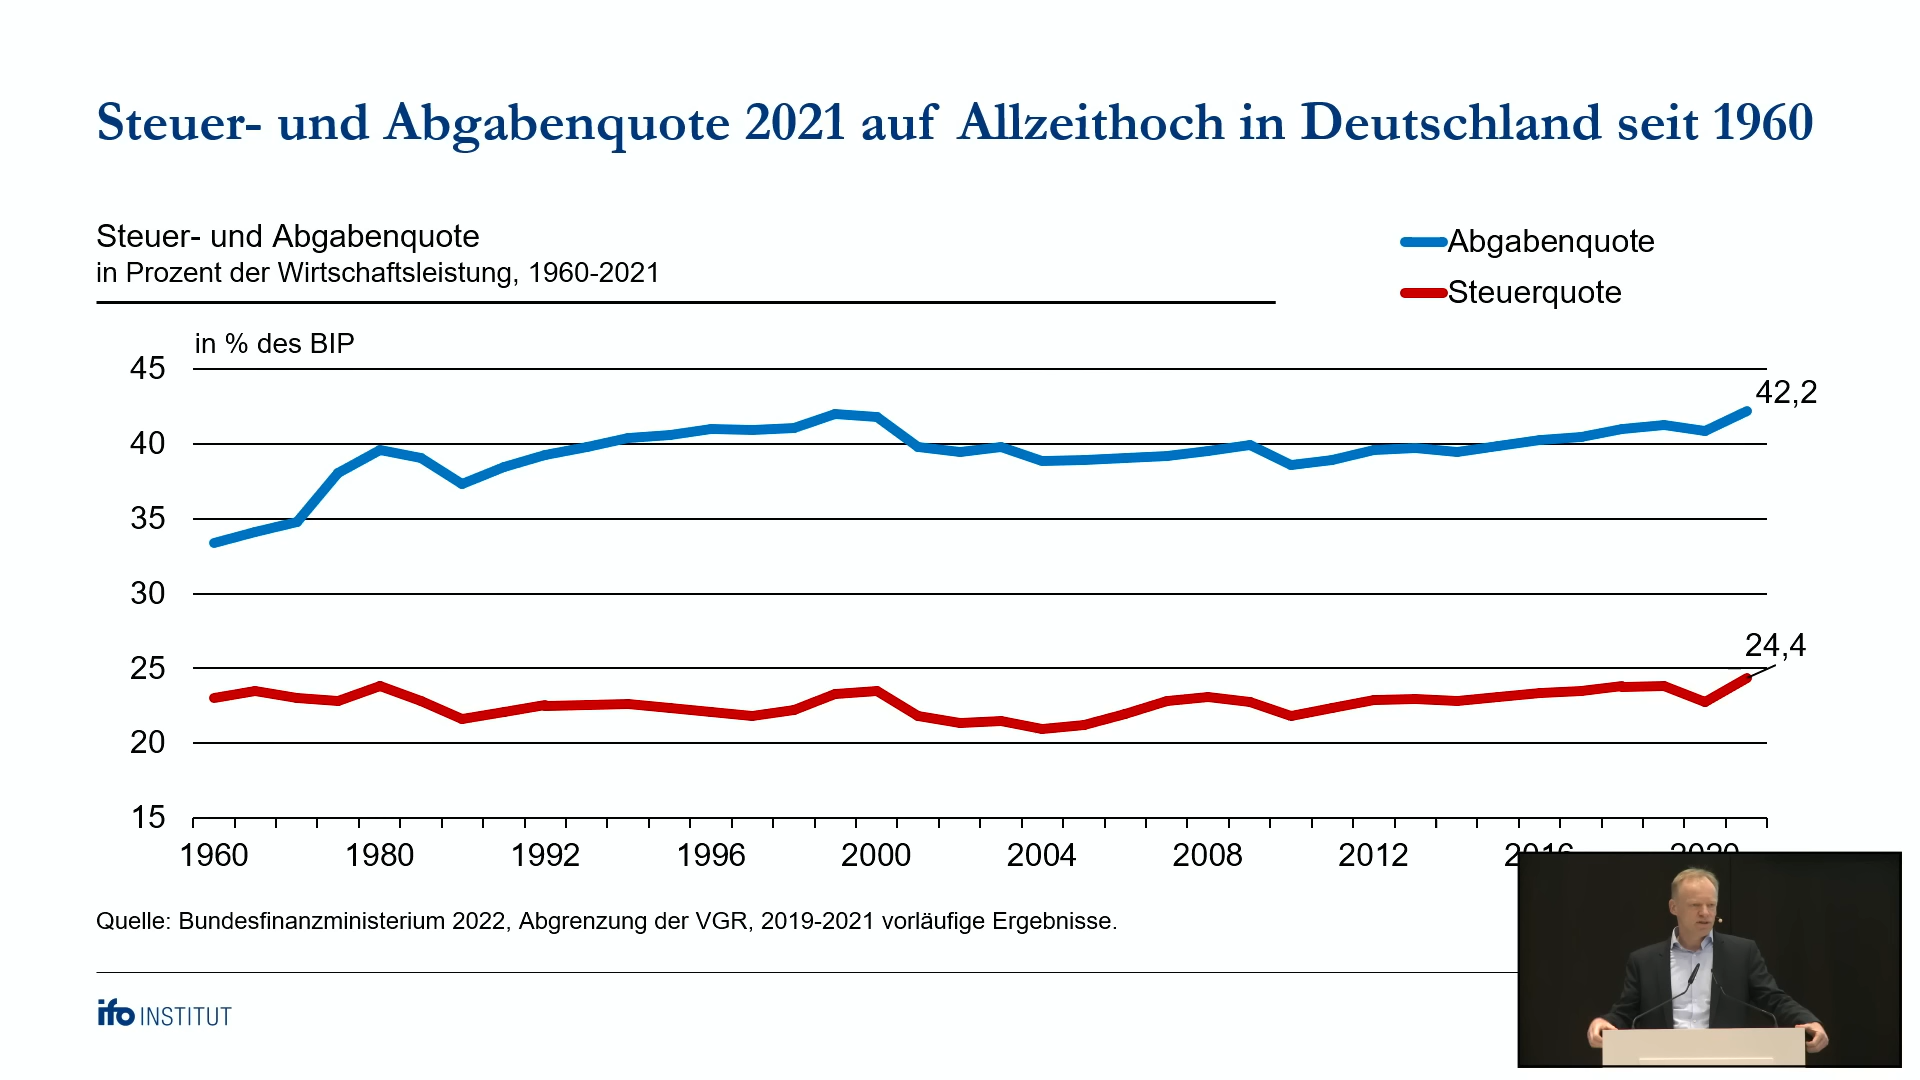 Steuer- und Abgabenquote 2021 auf Allzeithoch in Deutschland seit 1960
Steuer- und Abgabenquote
in Prozent der Wirtschaftsleistung, 1960-2021
Abgabenquote
Steuerquote
in % des BIP
45
42,2
40
35
30
24,4
25
20
15
1960 1980 1992 1996 2000 2004 2008 2012 2016 2020
Quelle: Bundesfinanzministerium 2022, Abgrenzung der VGR, 2019-2021 vorläufige Ergebnisse.
ifo INSTITUT